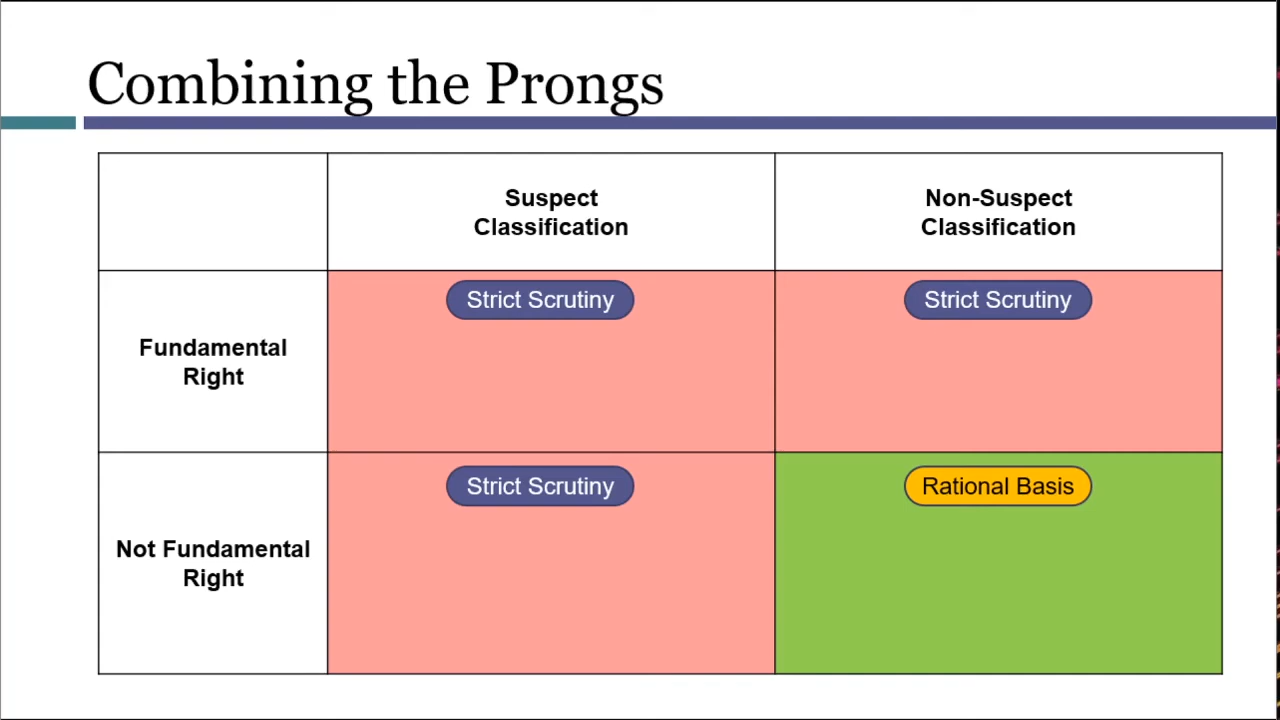 Combining the Prongs
Suspect
Classification
Non-Suspect
Classification
Fundamental
Right
Strict Scrutiny
Strict Scrutiny
Not Fundamental
Right
Strict Scrutiny
Rational Basis